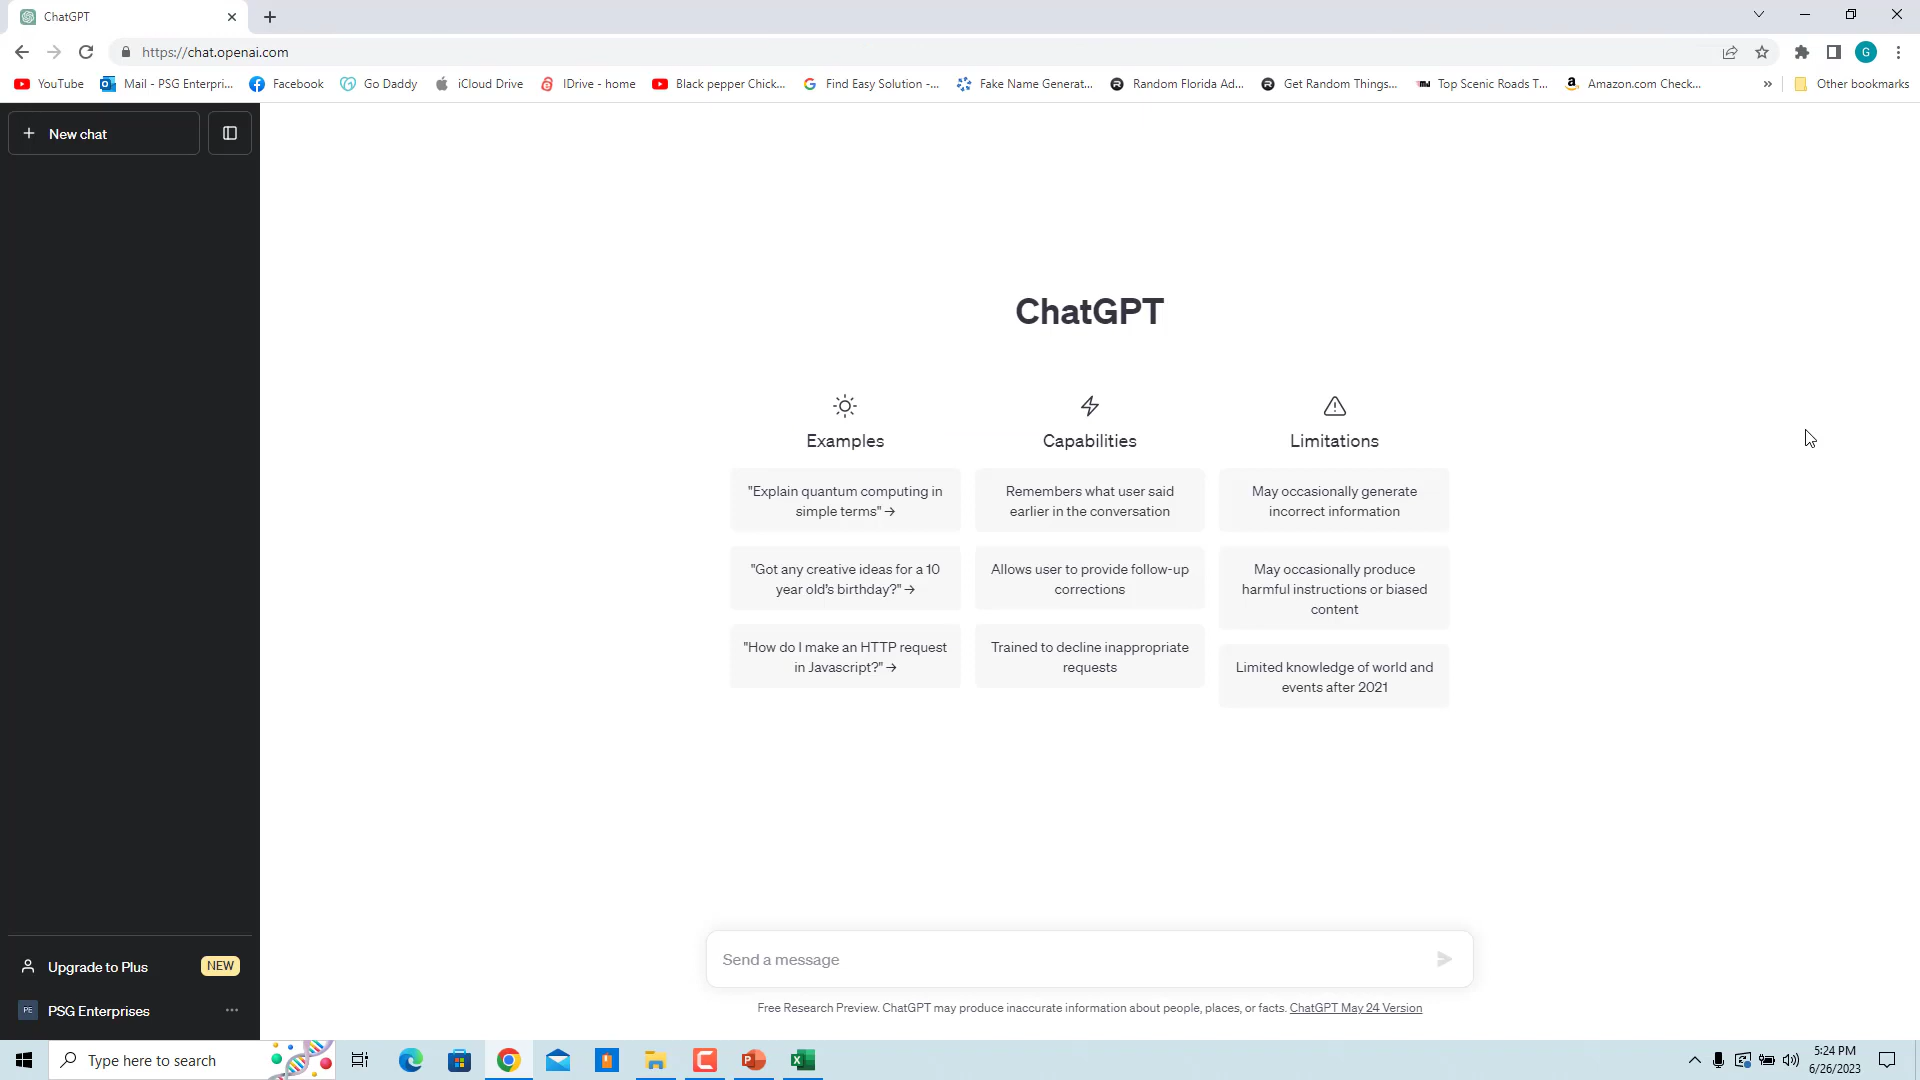 ChatGPT
https://chat.openai.com
G
YouTube
Mail - PSG Enterpri...
Facebook
Go Daddy
iCloud Drive
IDrive - home
Black pepper Chick...
Find Easy Solution -...
Fake Name Generat...
Random Florida Ad...
Get Random Things...
Top Scenic Roads T...
Amazon.com Check...
»
Other bookmarks
+ New chat
ChatGPT
Examples
"Explain quantum computing in
simple terms" →
"Got any creative ideas for a 10
year old's birthday?" →
"How do I make an HTTP request
in Javascript?" →
Capabilities
Remembers what user said
earlier in the conversation
Allows user to provide follow-up
corrections
Trained to decline inappropriate
requests
Limitations
May occasionally generate
incorrect information
May occasionally produce
harmful instructions or biased
content
Limited knowledge of world and
events after 2021
Upgrade to Plus NEW
PE PSG Enterprises ...
Send a message
Free Research Preview. ChatGPT may produce inaccurate information about people, places, or facts. ChatGPT May 24 Version
Type here to search
5:24 PM
6/26/2023